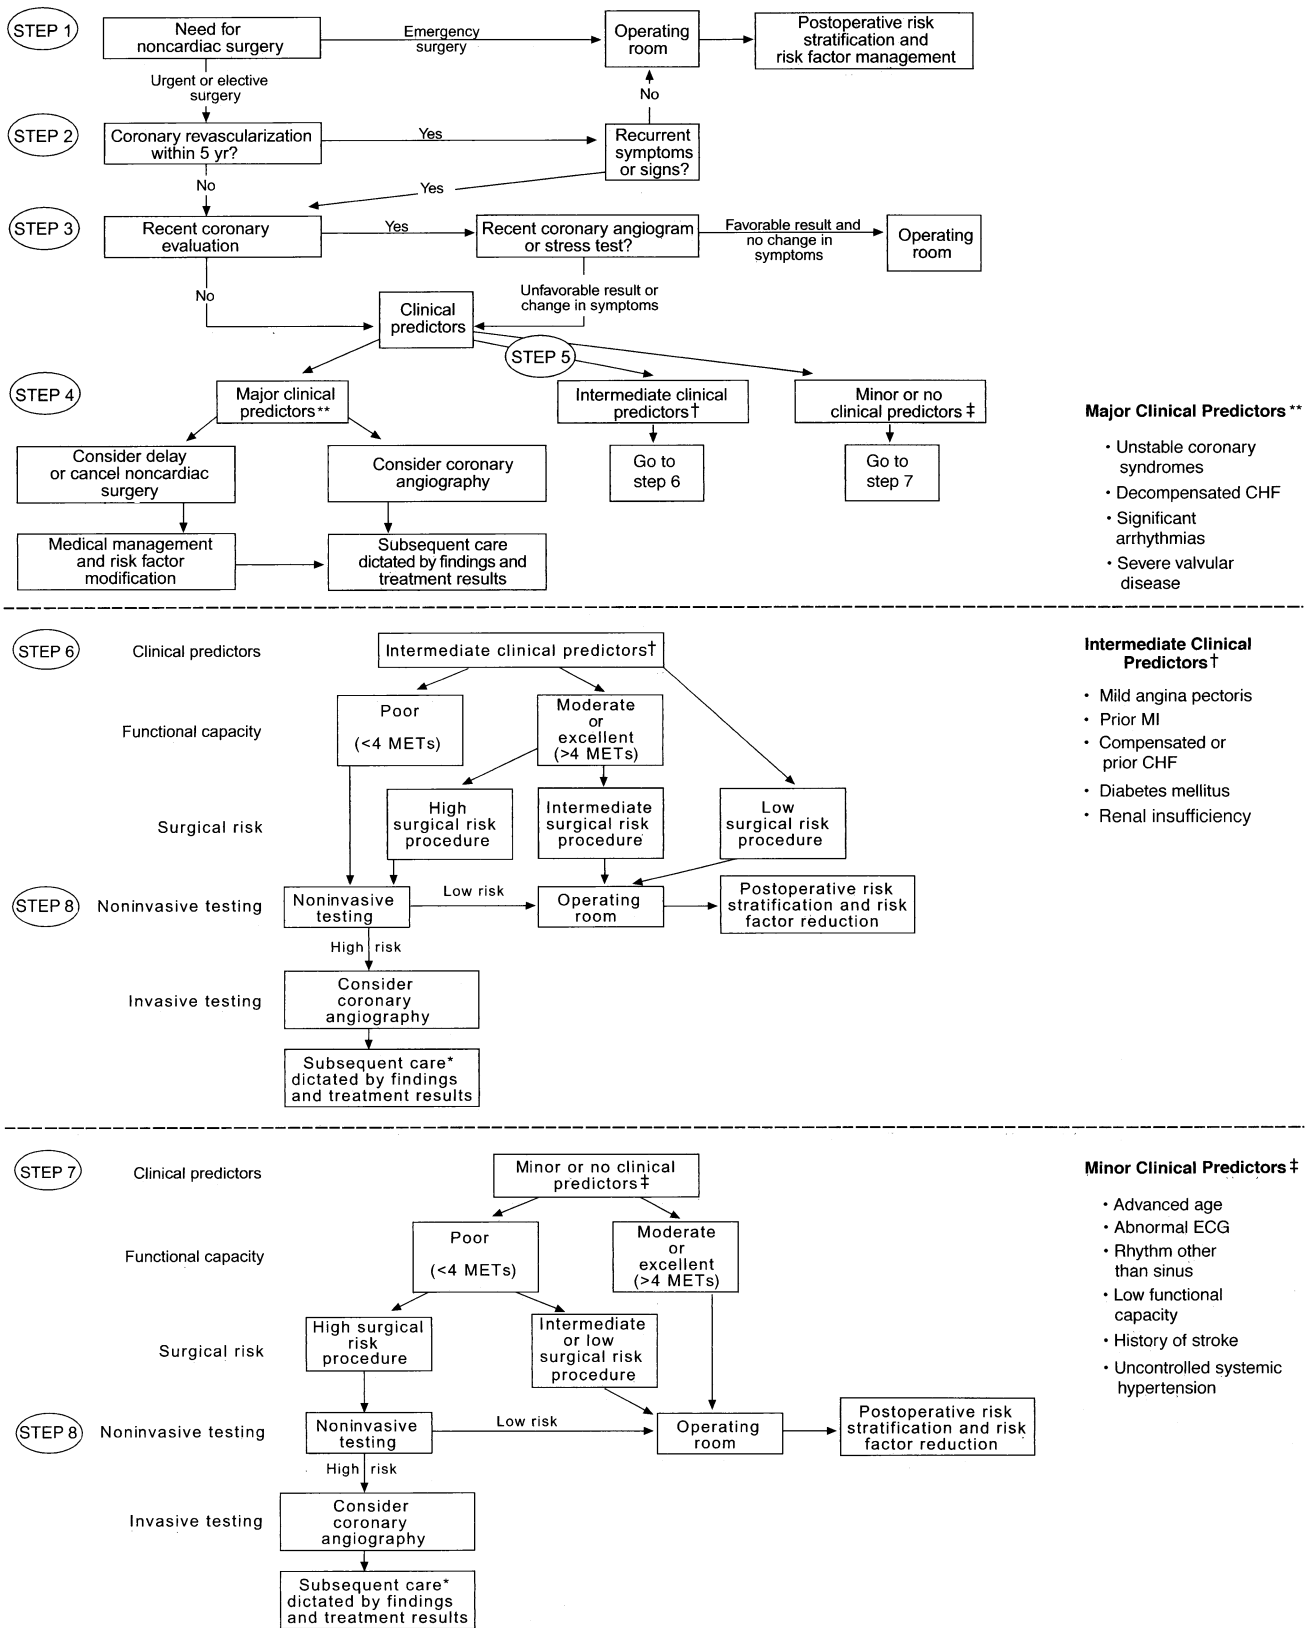 STEP 1
Need for
noncardiac surgery
Emergency
surgery
Operating
room
Postoperative risk
stratification and
risk factor management
Urgent or elective
surgery
No
STEP 2
Coronary revascularization
within 5 yr?
Yes
Recurrent
symptoms
or signs?
No
Yes
STEP 3
Recent coronary
evaluation
Yes
Recent coronary angiogram
or stress test?
Favorable result and
no change in
symptoms
Operating
room
No
Unfavorable result or
change in symptoms
Clinical
predictors
STEP 5
STEP 4
Major clinical
predictors**
Intermediate clinical
predictors†
Minor or no
clinical predictors‡
Consider delay
or cancel noncardiac
surgery
Consider coronary
angiography
Go to
step 6
Go to
step 7
Medical management
and risk factor
modification
Subsequent care
dictated by findings and
treatment results
Major Clinical Predictors**
• Unstable coronary
syndromes
• Decompensated CHF
• Significant
arrhythmias
• Severe valvular
disease
STEP 6
Clinical predictors
Intermediate clinical predictors†
Functional capacity
Poor
(<4 METs)
Moderate
or
excellent
(>4 METs)
Surgical risk
High
surgical risk
procedure
Intermediate
surgical risk
procedure
Low
surgical risk
procedure
STEP 8
Noninvasive testing
Noninvasive
testing
Low risk
Operating
room
Postoperative risk
stratification and risk
factor reduction
High risk
Invasive testing
Consider
coronary
angiography
Subsequent care*
dictated by findings
and treatment results
Intermediate Clinical
Predictors†
• Mild angina pectoris
• Prior MI
• Compensated or
prior CHF
• Diabetes mellitus
• Renal insufficiency
STEP 7
Clinical predictors
Minor or no clinical
predictors‡
Functional capacity
Poor
(<4 METs)
Moderate
or
excellent
(>4 METs)
Surgical risk
High surgical
risk
procedure
Intermediate
or low
surgical risk
procedure
STEP 8
Noninvasive testing
Noninvasive
testing
Low risk
Operating
room
Postoperative risk
stratification and risk
factor reduction
High risk
Invasive testing
Consider
coronary
angiography
Subsequent care*
dictated by findings
and treatment results
Minor Clinical Predictors‡
• Advanced age
• Abnormal ECG
• Rhythm other
than sinus
• Low functional
capacity
• History of stroke
• Uncontrolled systemic
hypertension